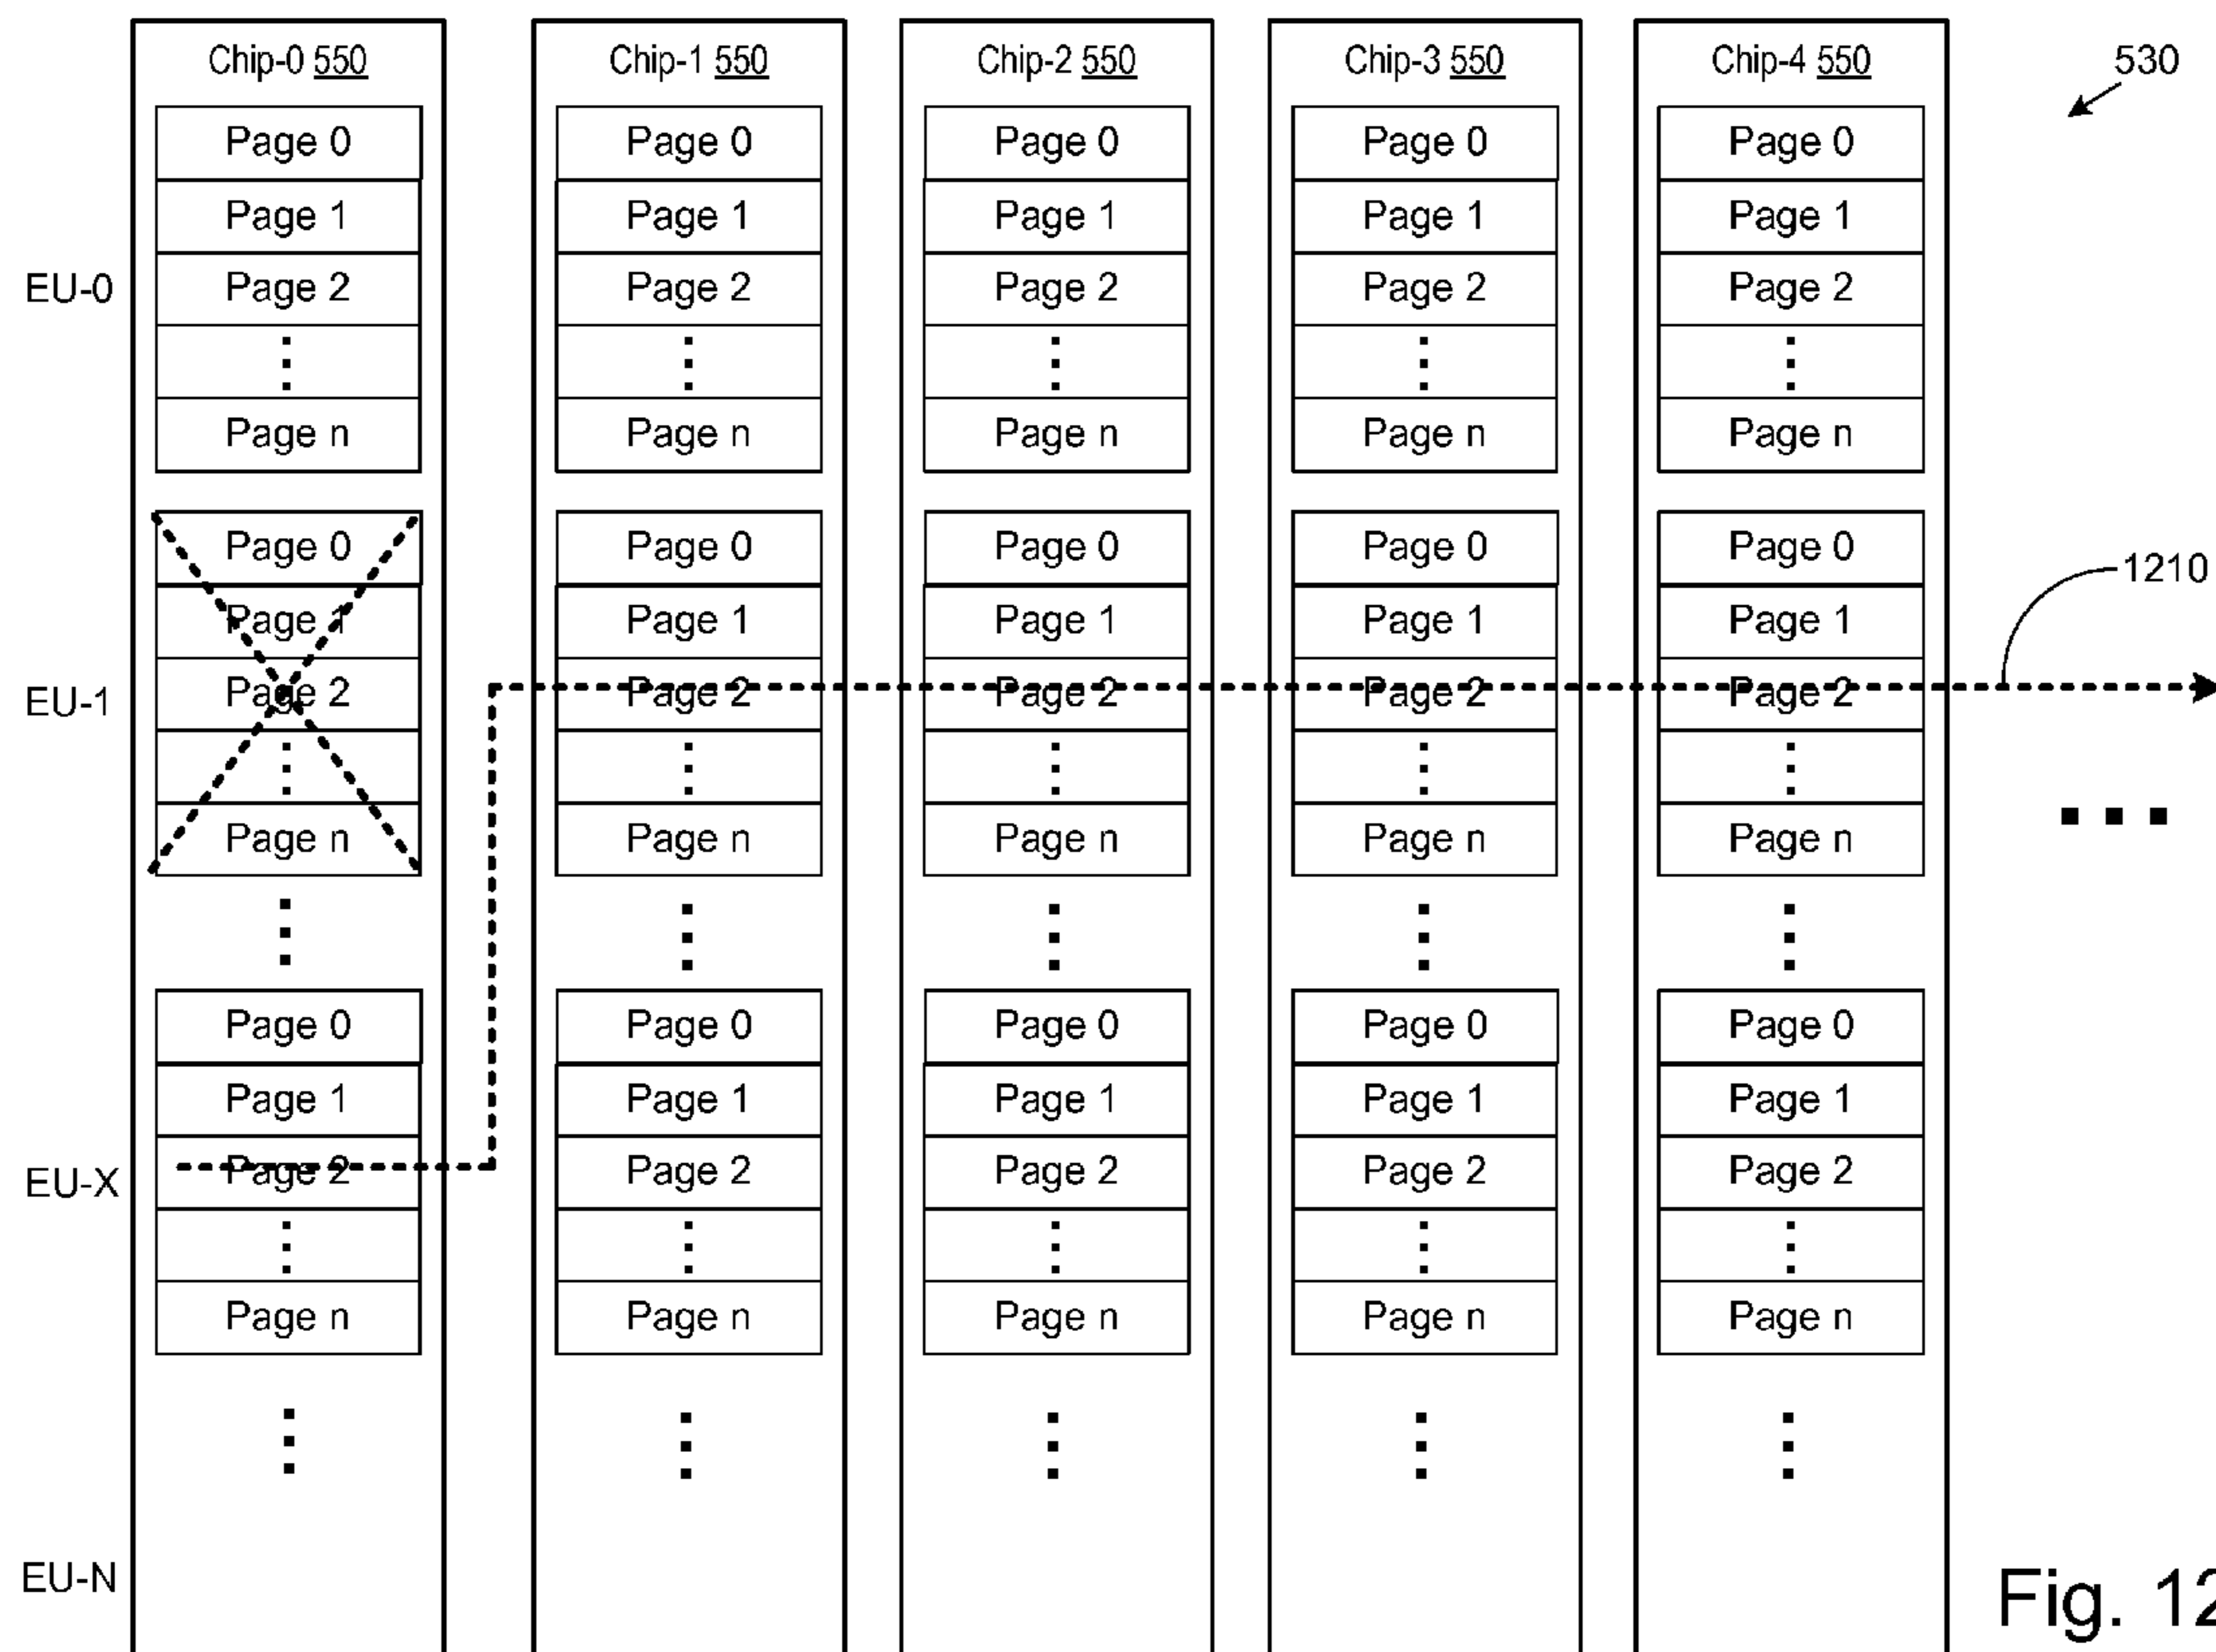 Chip-0 550 Chip-1 550 Chip-2 550 Chip-3 550 Chip-4 550 530
Page 0 Page 0 Page 0 Page 0 Page 0
Page 1 Page 1 Page 1 Page 1 Page 1
EU-0 Page 2 Page 2 Page 2 Page 2 Page 2
Page n Page n Page n Page n Page n
Page 0 Page 0 Page 0 Page 0 Page 0 1210
Page 1 Page 1 Page 1 Page 1 Page 1
EU-1 Page 2 Page 2 Page 2 Page 2 Page 2
Page n Page n Page n Page n Page n
Page 0 Page 0 Page 0 Page 0 Page 0
Page 1 Page 1 Page 1 Page 1 Page 1
EU-X Page 2 Page 2 Page 2 Page 2 Page 2
Page n Page n Page n Page n Page n
EU-N
Fig. 12